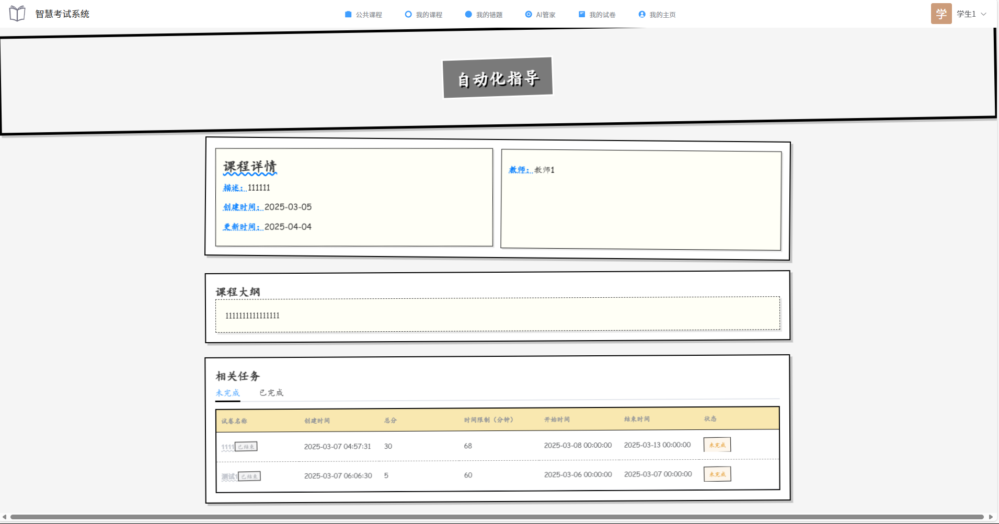 智慧考试系统 公共课程 我的课程 我的错题 AI管家 我的试卷 我的主页 学 学生1
自动化指导
课程详情
描述：111111
创建时间：2025-03-05
更新时间：2025-04-04
教师：教师1
课程大纲
1111111111111111
相关任务
未完成 已完成
试卷名称 创建时间 总分 时间限制（分钟） 开始时间 结束时间 状态
1111 已结束 2025-03-07 04:57:31 30 68 2025-03-08 00:00:00 2025-03-13 00:00:00 未完成
测试1 已结束 2025-03-07 06:06:30 5 60 2025-03-06 00:00:00 2025-03-07 00:00:00 未完成